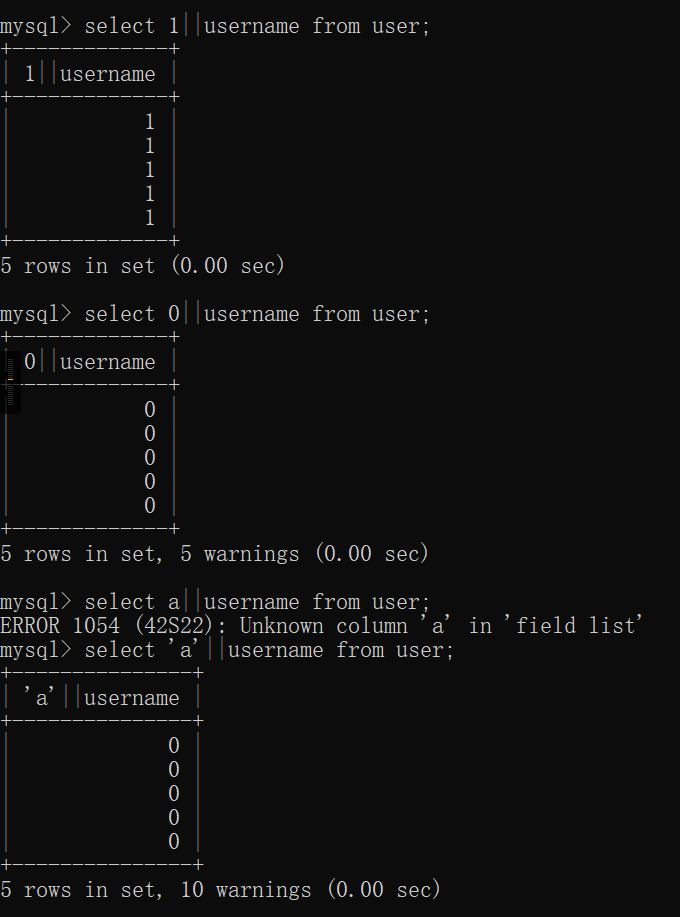 mysql> select 1||username from user;
+-------------+
| 1||username |
+-------------+
|           1 |
|           1 |
|           1 |
|           1 |
|           1 |
+-------------+
5 rows in set (0.00 sec)
mysql> select 0||username from user;
+-------------+
| 0||username |
+-------------+
|           0 |
|           0 |
|           0 |
|           0 |
|           0 |
+-------------+
5 rows in set, 5 warnings (0.00 sec)
mysql> select a||username from user;
ERROR 1054 (42S22): Unknown column 'a' in 'field list'
mysql> select 'a'||username from user;
+---------------+
| 'a'||username |
+---------------+
|             0 |
|             0 |
|             0 |
|             0 |
|             0 |
+---------------+
5 rows in set, 10 warnings (0.00 sec)